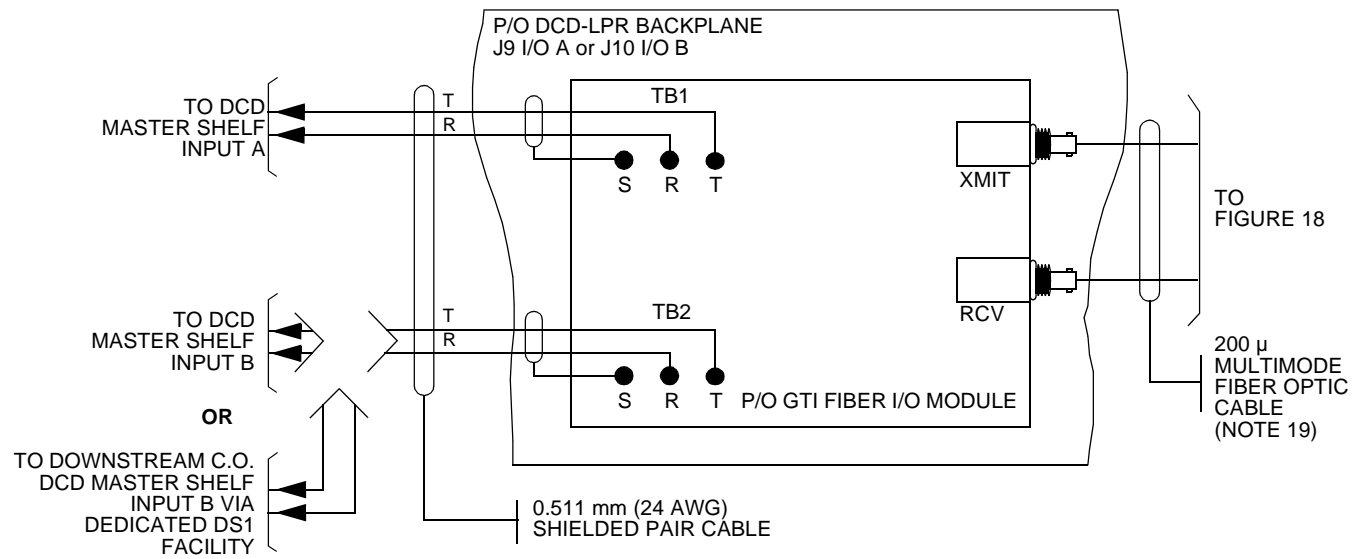 P/O DCD-LPR BACKPLANE
J9 I/O A or J10 I/O B
TO DCD
MASTER SHELF
INPUT A
T
R
TB1
S R T
XMIT
TO
FIGURE 18
RCV
TO DCD
MASTER SHELF
INPUT B
T
R
TB2
S R T
P/O GTI FIBER I/O MODULE
200 µ
MULTIMODE
FIBER OPTIC
CABLE
(NOTE 19)
OR
TO DOWNSTREAM C.O.
DCD MASTER SHELF
INPUT B VIA
DEDICATED DS1
FACILITY
0.511 mm (24 AWG)
SHIELDED PAIR CABLE